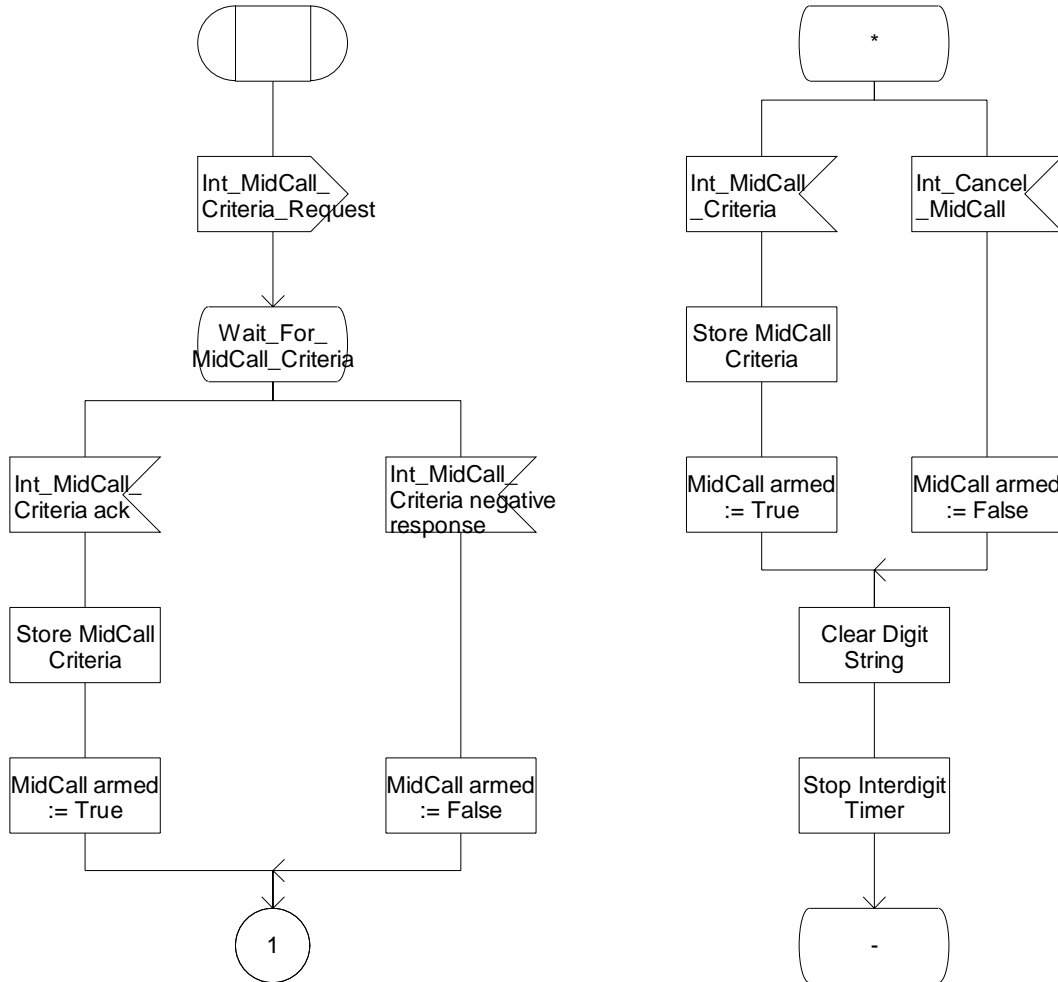 *
Int_MidCall_
Criteria_Request
Int_MidCall
_Criteria
Int_Cancel
_MidCall
Wait_For_
MidCall_Criteria
Store MidCall
Criteria
Int_MidCall_
Criteria ack
Int_MidCall_
Criteria negative
response
MidCall armed
:= True
MidCall armed
:= False
Store MidCall
Criteria
Clear Digit
String
MidCall armed
:= True
MidCall armed
:= False
Stop Interdigit
Timer
1
-